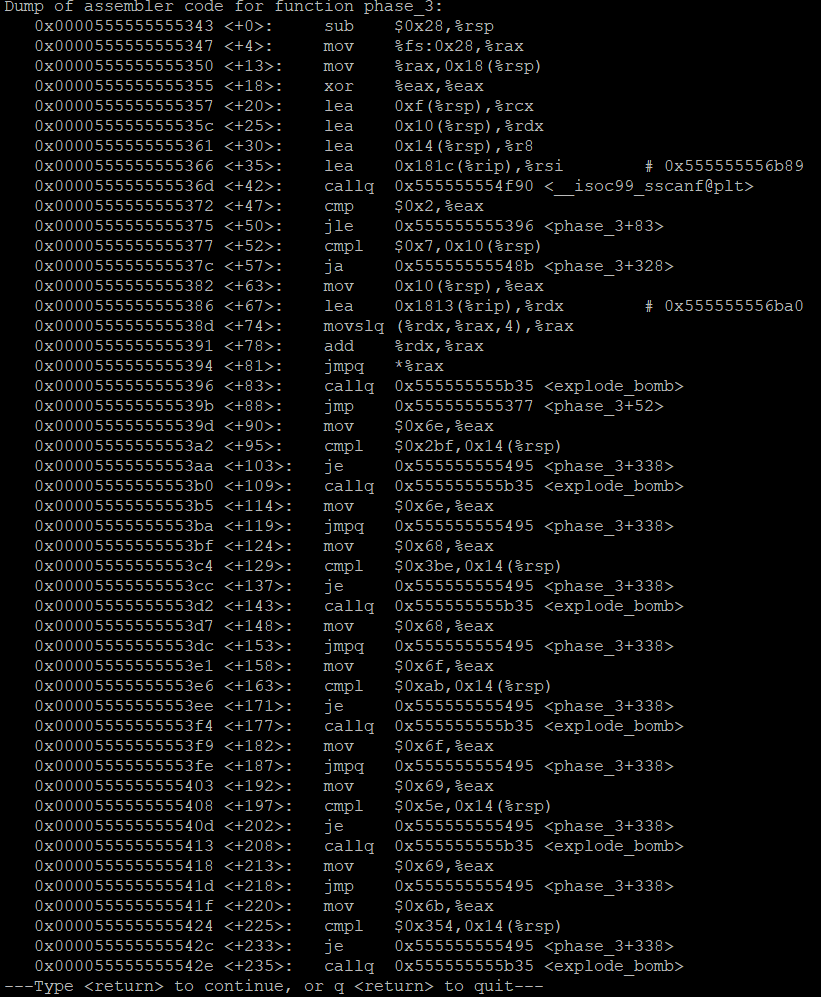 Dump of assembler code for function phase_3:
   0x0000555555555343 <+0>:     sub    $0x28,%rsp
   0x0000555555555347 <+4>:     mov    %fs:0x28,%rax
   0x0000555555555350 <+13>:    mov    %rax,0x18(%rsp)
   0x0000555555555355 <+18>:    xor    %eax,%eax
   0x0000555555555357 <+20>:    lea    0xf(%rsp),%rcx
   0x000055555555535c <+25>:    lea    0x10(%rsp),%rdx
   0x0000555555555361 <+30>:    lea    0x14(%rsp),%r8
   0x0000555555555366 <+35>:    lea    0x181c(%rip),%rsi        # 0x555555556b89
   0x000055555555536d <+42>:    callq  0x555555554f90 <__isoc99_sscanf@plt>
   0x0000555555555372 <+47>:    cmp    $0x2,%eax
   0x0000555555555375 <+50>:    jle    0x555555555396 <phase_3+83>
   0x0000555555555377 <+52>:    cmpl   $0x7,0x10(%rsp)
   0x000055555555537c <+57>:    ja     0x55555555548b <phase_3+328>
   0x0000555555555382 <+63>:    mov    0x10(%rsp),%eax
   0x0000555555555386 <+67>:    lea    0x1813(%rip),%rdx        # 0x555555556ba0
   0x000055555555538d <+74>:    movslq (%rdx,%rax,4),%rax
   0x0000555555555391 <+78>:    add    %rdx,%rax
   0x0000555555555394 <+81>:    jmpq   *%rax
   0x0000555555555396 <+83>:    callq  0x555555555b35 <explode_bomb>
   0x000055555555539b <+88>:    jmp    0x555555555377 <phase_3+52>
   0x000055555555539d <+90>:    mov    $0x6e,%eax
   0x00005555555553a2 <+95>:    cmpl   $0x2bf,0x14(%rsp)
   0x00005555555553aa <+103>:   je     0x555555555495 <phase_3+338>
   0x00005555555553b0 <+109>:   callq  0x555555555b35 <explode_bomb>
   0x00005555555553b5 <+114>:   mov    $0x6e,%eax
   0x00005555555553ba <+119>:   jmpq   0x555555555495 <phase_3+338>
   0x00005555555553bf <+124>:   mov    $0x68,%eax
   0x00005555555553c4 <+129>:   cmpl   $0x3be,0x14(%rsp)
   0x00005555555553cc <+137>:   je     0x555555555495 <phase_3+338>
   0x00005555555553d2 <+143>:   callq  0x555555555b35 <explode_bomb>
   0x00005555555553d7 <+148>:   mov    $0x68,%eax
   0x00005555555553dc <+153>:   jmpq   0x555555555495 <phase_3+338>
   0x00005555555553e1 <+158>:   mov    $0x6f,%eax
   0x00005555555553e6 <+163>:   cmpl   $0xab,0x14(%rsp)
   0x00005555555553ee <+171>:   je     0x555555555495 <phase_3+338>
   0x00005555555553f4 <+177>:   callq  0x555555555b35 <explode_bomb>
   0x00005555555553f9 <+182>:   mov    $0x6f,%eax
   0x00005555555553fe <+187>:   jmpq   0x555555555495 <phase_3+338>
   0x0000555555555403 <+192>:   mov    $0x69,%eax
   0x0000555555555408 <+197>:   cmpl   $0x5e,0x14(%rsp)
   0x000055555555540d <+202>:   je     0x555555555495 <phase_3+338>
   0x0000555555555413 <+208>:   callq  0x555555555b35 <explode_bomb>
   0x0000555555555418 <+213>:   mov    $0x69,%eax
   0x000055555555541d <+218>:   jmp    0x555555555495 <phase_3+338>
   0x000055555555541f <+220>:   mov    $0x6b,%eax
   0x0000555555555424 <+225>:   cmpl   $0x354,0x14(%rsp)
   0x000055555555542c <+233>:   je     0x555555555495 <phase_3+338>
   0x000055555555542e <+235>:   callq  0x555555555b35 <explode_bomb>
---Type <return> to continue, or q <return> to quit---